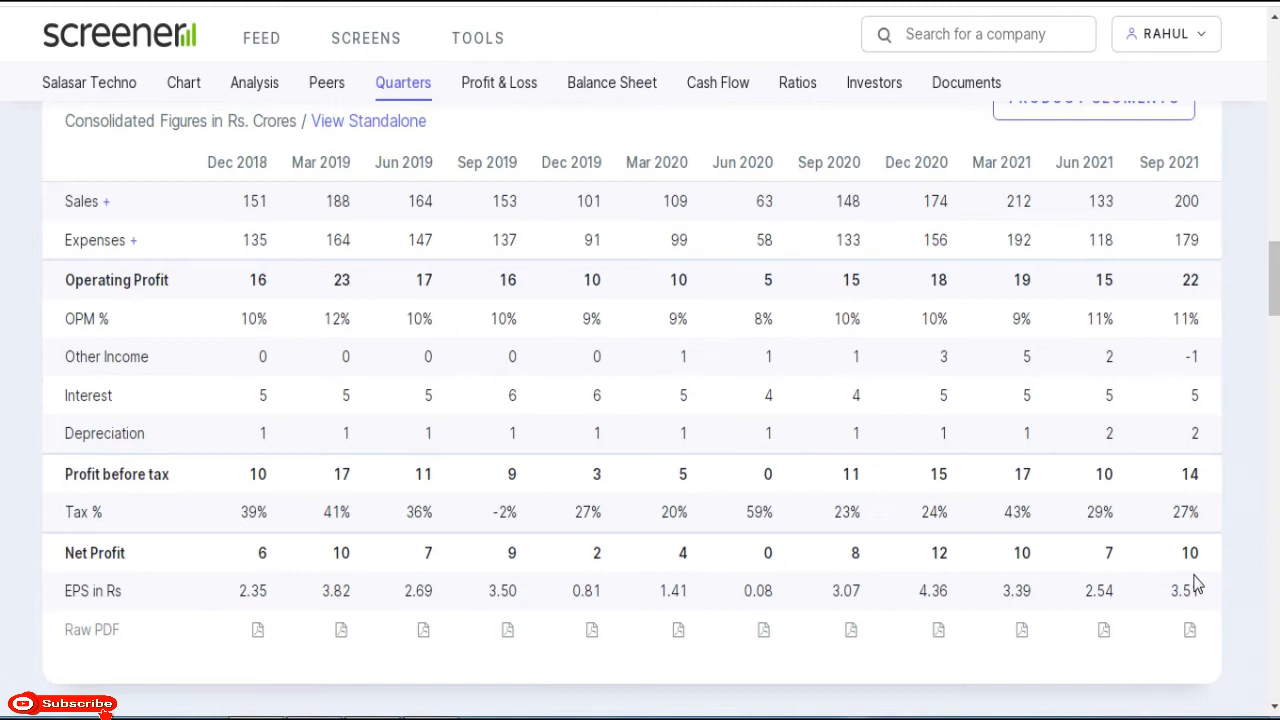 screener FEED SCREENS TOOLS Search for a company RAHUL
Salasar Techno Chart Analysis Peers Quarters Profit & Loss Balance Sheet Cash Flow Ratios Investors Documents
PRODUCT SEGMENTS
Consolidated Figures in Rs. Crores / View Standalone
Dec 2018 Mar 2019 Jun 2019 Sep 2019 Dec 2019 Mar 2020 Jun 2020 Sep 2020 Dec 2020 Mar 2021 Jun 2021 Sep 2021
Sales + 151 188 164 153 101 109 63 148 174 212 133 200
Expenses + 135 164 147 137 91 99 58 133 156 192 118 179
Operating Profit 16 23 17 16 10 10 5 15 18 19 15 22
OPM % 10% 12% 10% 10% 9% 9% 8% 10% 10% 9% 11% 11%
Other Income 0 0 0 0 0 1 1 1 3 5 2 -1
Interest 5 5 5 6 6 5 4 4 5 5 5 5
Depreciation 1 1 1 1 1 1 1 1 1 1 2 2
Profit before tax 10 17 11 9 3 5 0 11 15 17 10 14
Tax % 39% 41% 36% -2% 27% 20% 59% 23% 24% 43% 29% 27%
Net Profit 6 10 7 9 2 4 0 8 12 10 7 10
EPS in Rs 2.35 3.82 2.69 3.50 0.81 1.41 0.08 3.07 4.36 3.39 2.54
Raw PDF
Subscribe